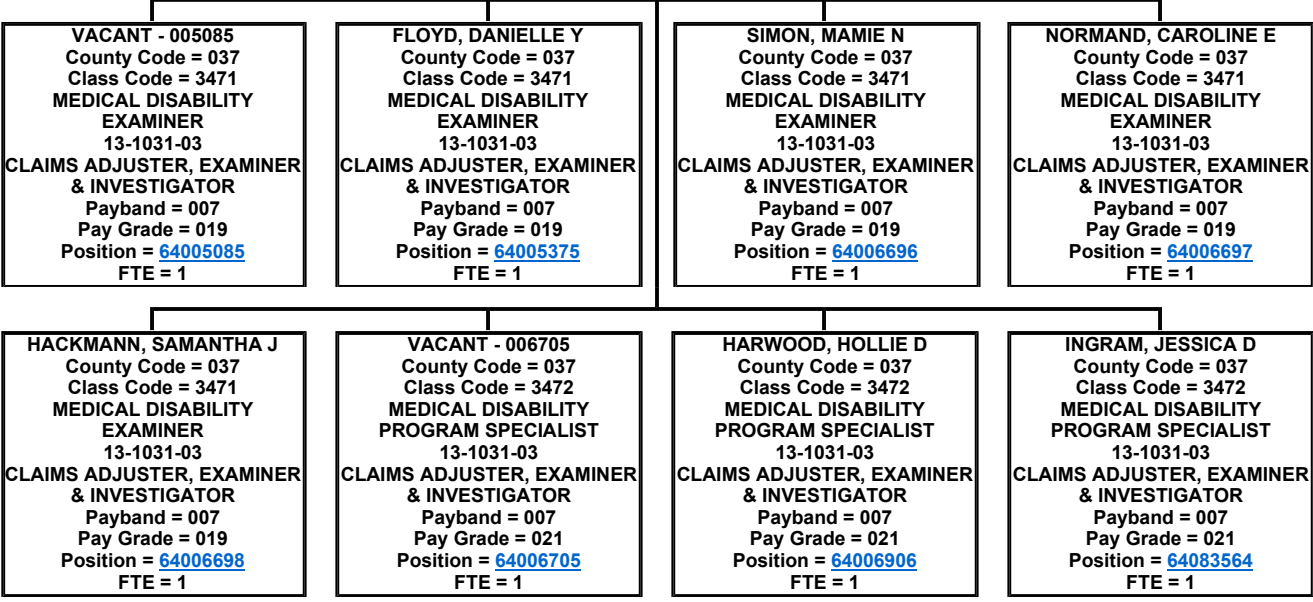 VACANT - 005085
County Code = 037
Class Code = 3471
MEDICAL DISABILITY
EXAMINER
13-1031-03
CLAIMS ADJUSTER, EXAMINER
& INVESTIGATOR
Payband = 007
Pay Grade = 019
Position = 64005085
FTE = 1
FLOYD, DANIELLE Y
County Code = 037
Class Code = 3471
MEDICAL DISABILITY
EXAMINER
13-1031-03
CLAIMS ADJUSTER, EXAMINER
& INVESTIGATOR
Payband = 007
Pay Grade = 019
Position = 64005375
FTE = 1
SIMON, MAMIE N
County Code = 037
Class Code = 3471
MEDICAL DISABILITY
EXAMINER
13-1031-03
CLAIMS ADJUSTER, EXAMINER
& INVESTIGATOR
Payband = 007
Pay Grade = 019
Position = 64006696
FTE = 1
NORMAND, CAROLINE E
County Code = 037
Class Code = 3471
MEDICAL DISABILITY
EXAMINER
13-1031-03
CLAIMS ADJUSTER, EXAMINER
& INVESTIGATOR
Payband = 007
Pay Grade = 019
Position = 64006697
FTE = 1
HACKMANN, SAMANTHA J
County Code = 037
Class Code = 3471
MEDICAL DISABILITY
EXAMINER
13-1031-03
CLAIMS ADJUSTER, EXAMINER
& INVESTIGATOR
Payband = 007
Pay Grade = 019
Position = 64006698
FTE = 1
VACANT - 006705
County Code = 037
Class Code = 3472
MEDICAL DISABILITY
PROGRAM SPECIALIST
13-1031-03
CLAIMS ADJUSTER, EXAMINER
& INVESTIGATOR
Payband = 007
Pay Grade = 021
Position = 64006705
FTE = 1
HARWOOD, HOLLIE D
County Code = 037
Class Code = 3472
MEDICAL DISABILITY
PROGRAM SPECIALIST
13-1031-03
CLAIMS ADJUSTER, EXAMINER
& INVESTIGATOR
Payband = 007
Pay Grade = 021
Position = 64006906
FTE = 1
INGRAM, JESSICA D
County Code = 037
Class Code = 3472
MEDICAL DISABILITY
PROGRAM SPECIALIST
13-1031-03
CLAIMS ADJUSTER, EXAMINER
& INVESTIGATOR
Payband = 007
Pay Grade = 021
Position = 64083564
FTE = 1